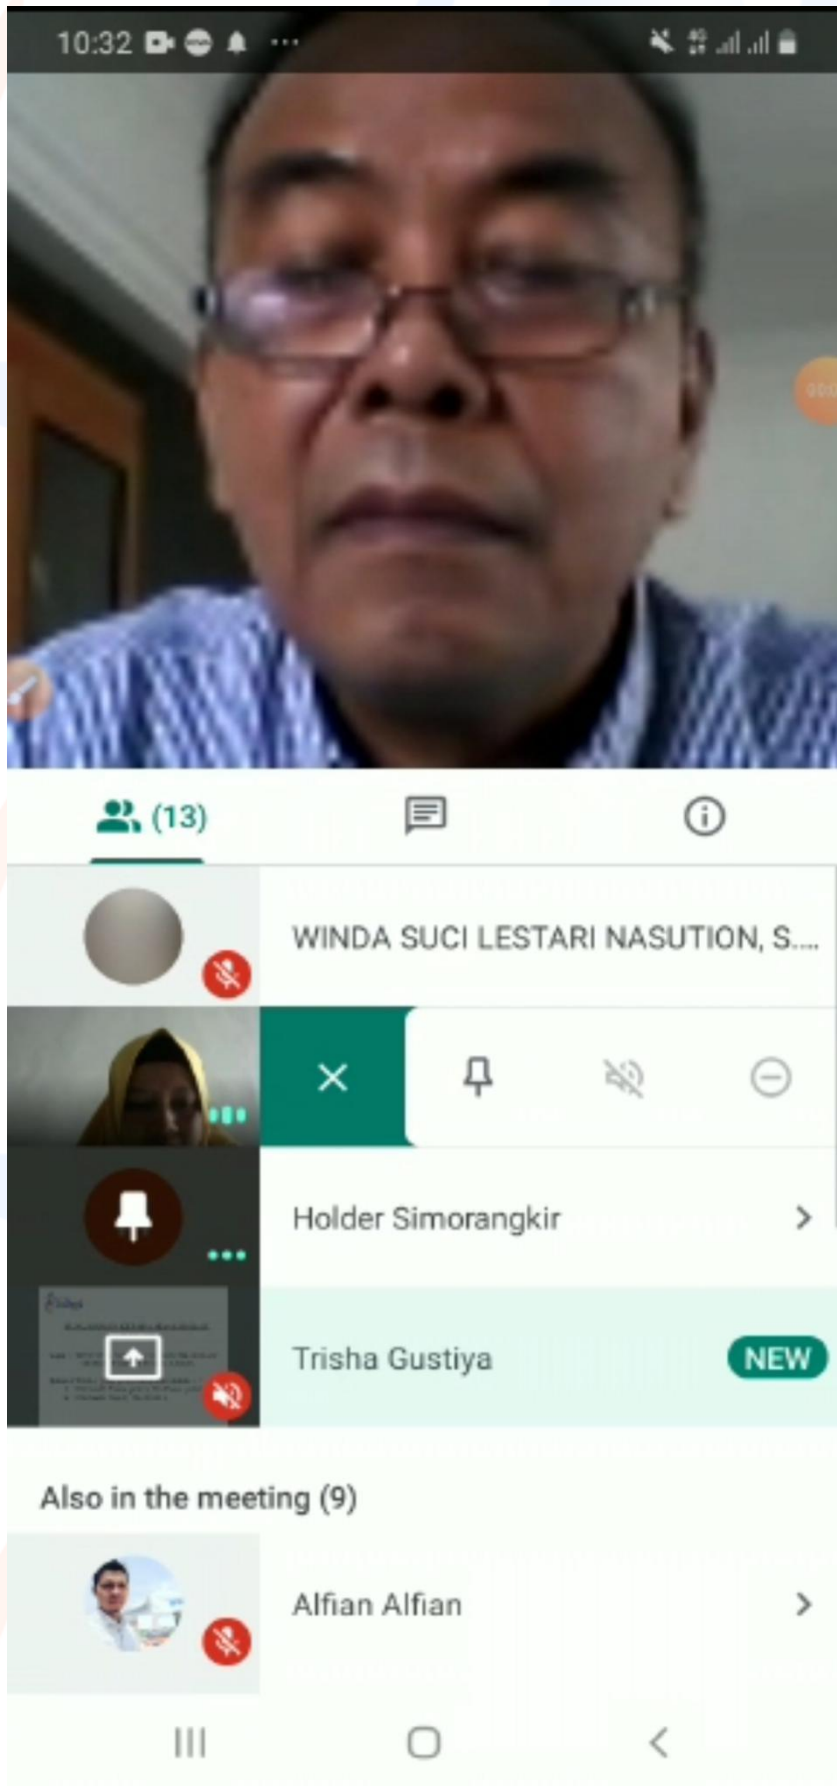 10:32
(13)
WINDA SUCI LESTARI NASUTION, S....
Holder Simorangkir
Trisha Gustiya
NEW
Also in the meeting (9)
Alfian Alfian